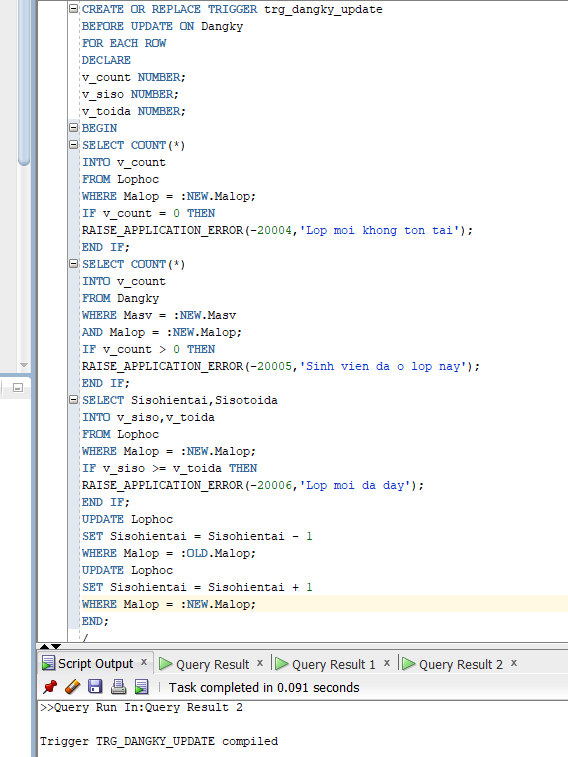 CREATE OR REPLACE TRIGGER trg_dangky_update
BEFORE UPDATE ON Dangky
FOR EACH ROW
DECLARE
v_count NUMBER;
v_siso NUMBER;
v_toida NUMBER;
BEGIN
SELECT COUNT(*)
INTO v_count
FROM Lophoc
WHERE Malop = :NEW.Malop;
IF v_count = 0 THEN
RAISE_APPLICATION_ERROR(-20004,'Lop moi khong ton tai');
END IF;
SELECT COUNT(*)
INTO v_count
FROM Dangky
WHERE Masv = :NEW.Masv
AND Malop = :NEW.Malop;
IF v_count > 0 THEN
RAISE_APPLICATION_ERROR(-20005,'Sinh vien da o lop nay');
END IF;
SELECT Sisohientai,Sisotoida
INTO v_siso,v_toida
FROM Lophoc
WHERE Malop = :NEW.Malop;
IF v_siso >= v_toida THEN
RAISE_APPLICATION_ERROR(-20006,'Lop moi da day');
END IF;
UPDATE Lophoc
SET Sisohientai = Sisohientai - 1
WHERE Malop = :OLD.Malop;
UPDATE Lophoc
SET Sisohientai = Sisohientai + 1
WHERE Malop = :NEW.Malop;
END;
/
Script Output x Query Result x Query Result 1 x Query Result 2 x
Task completed in 0.091 seconds
>>Query Run In:Query Result 2
Trigger TRG_DANGKY_UPDATE compiled